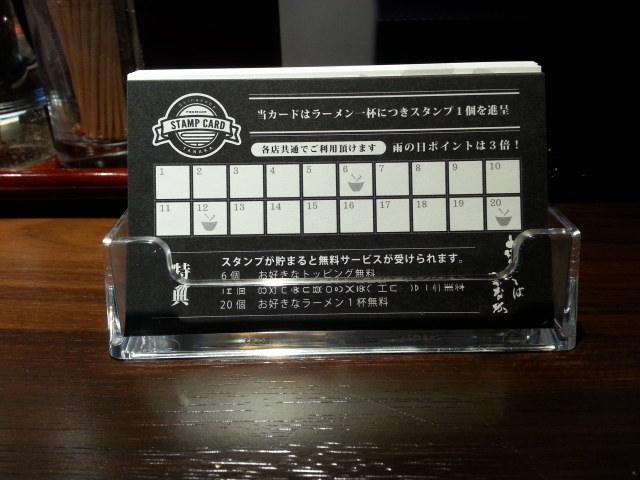 当カードはラーメン一杯につきスタンプ1個を進呈
PREMIUM
STAMP CARD
TANAKA
各店共通でご利用頂けます 雨の日ポイントは3倍！
1 2 3 4 5 6 7 8 9 10
11 12 13 14 15 16 17 18 19 20
特典
スタンプが貯まると無料サービスが受けられます。
6個 お好きなトッピング無料
20個 お好きなラーメン1杯無料